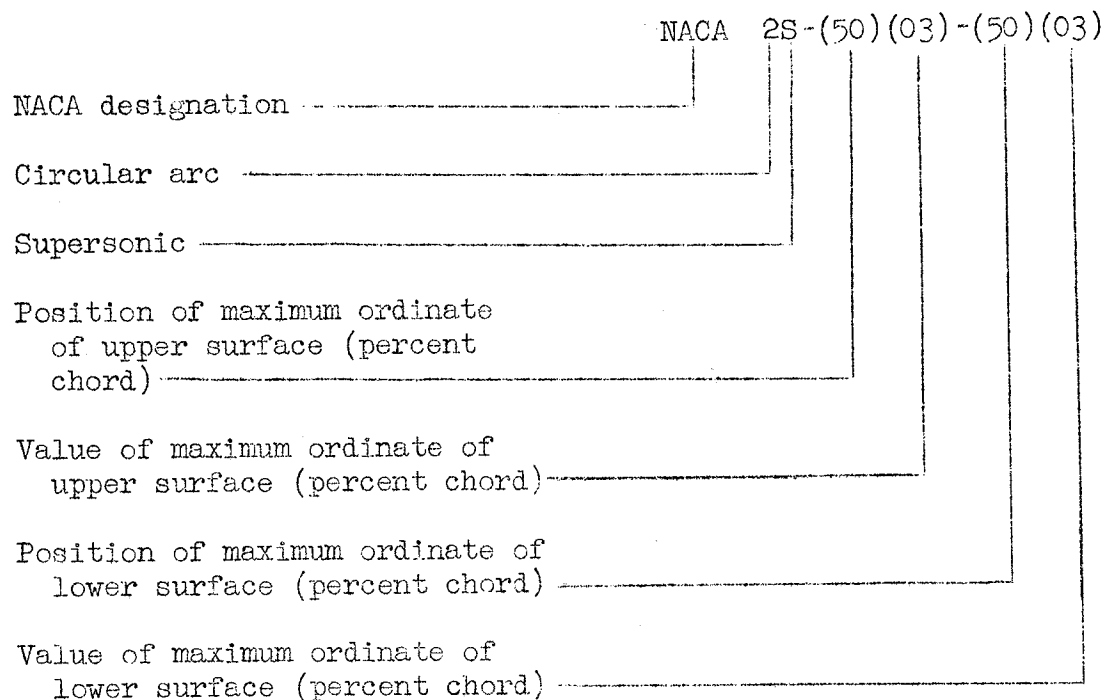 NACA 2S-(50)(03)-(50)(03)
NACA designation
Circular arc
Supersonic
Position of maximum ordinate
of upper surface (percent
chord)
Value of maximum ordinate of
upper surface (percent chord)
Position of maximum ordinate of
lower surface (percent chord)
Value of maximum ordinate of
lower surface (percent chord)